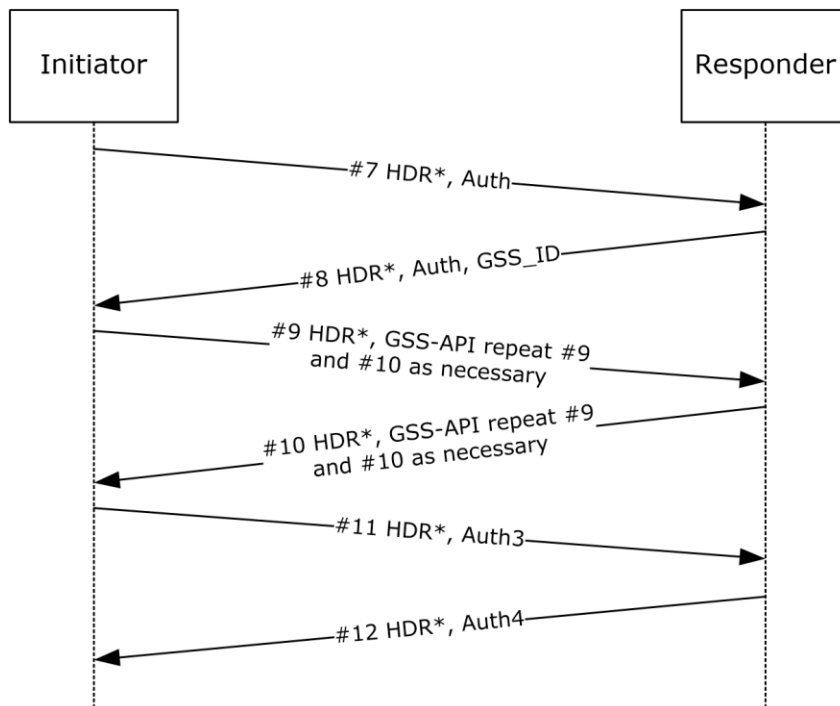 Initiator
Responder
#7 HDR*, Auth
#8 HDR*, Auth, GSS_ID
#9 HDR*, GSS-API repeat #9
and #10 as necessary
#10 HDR*, GSS-API repeat #9
and #10 as necessary
#11 HDR*, Auth3
#12 HDR*, Auth4